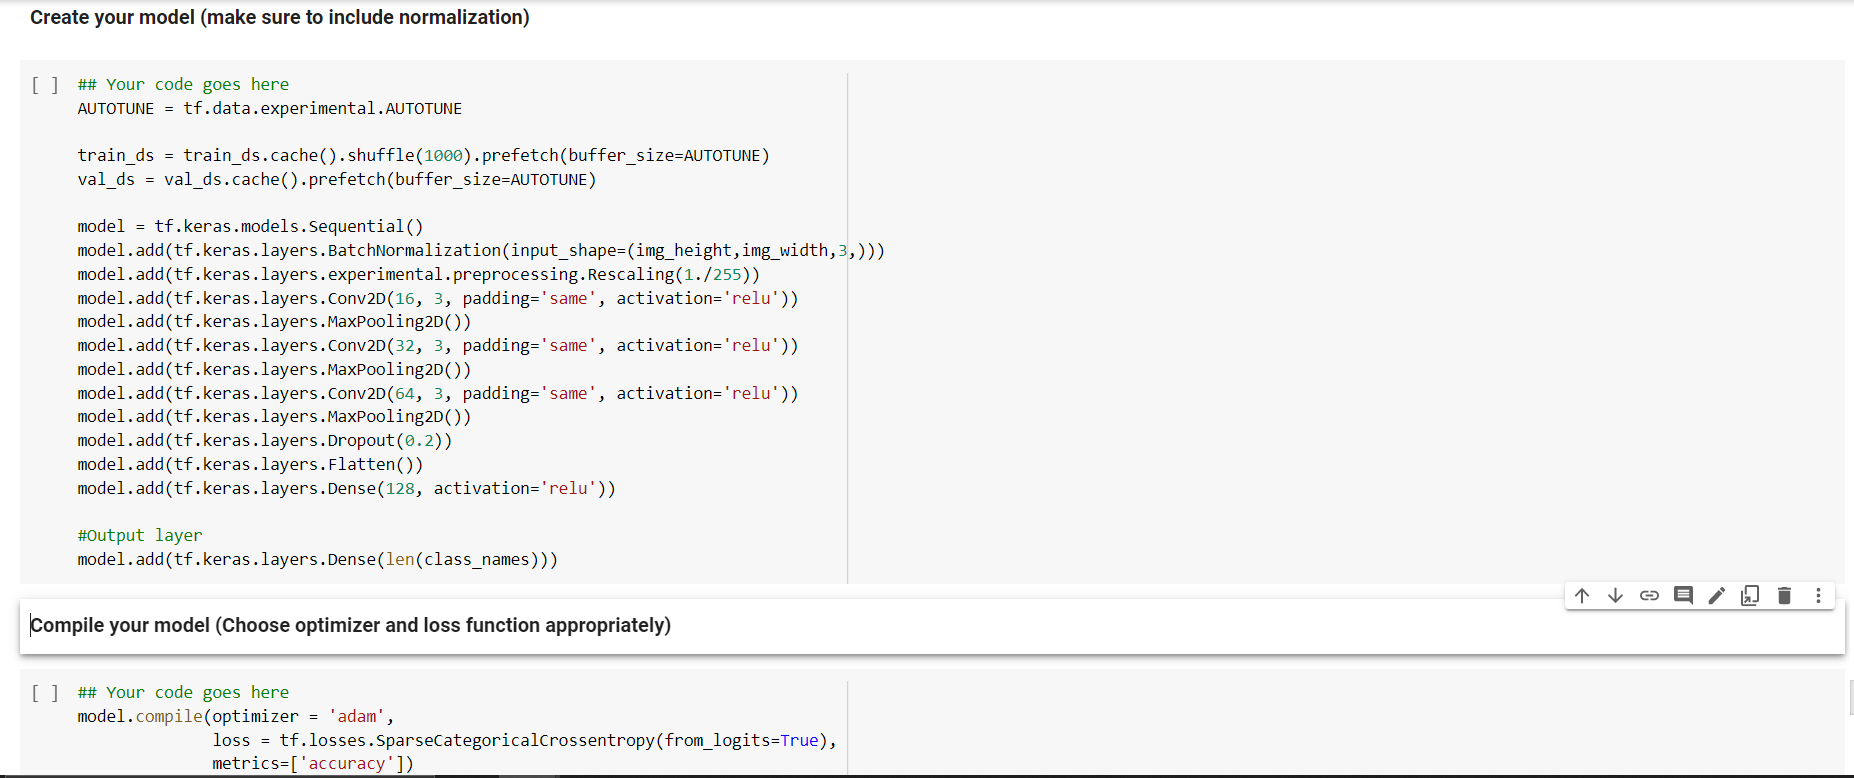 Create your model (make sure to include normalization)
[ ] ## Your code goes here
AUTOTUNE = tf.data.experimental.AUTOTUNE
train_ds = train_ds.cache().shuffle(1000).prefetch(buffer_size=AUTOTUNE)
val_ds = val_ds.cache().prefetch(buffer_size=AUTOTUNE)
model = tf.keras.models.Sequential()
model.add(tf.keras.layers.BatchNormalization(input_shape=(img_height,img_width,3,)))
model.add(tf.keras.layers.experimental.preprocessing.Rescaling(1./255))
model.add(tf.keras.layers.Conv2D(16, 3, padding='same', activation='relu'))
model.add(tf.keras.layers.MaxPooling2D())
model.add(tf.keras.layers.Conv2D(32, 3, padding='same', activation='relu'))
model.add(tf.keras.layers.MaxPooling2D())
model.add(tf.keras.layers.Conv2D(64, 3, padding='same', activation='relu'))
model.add(tf.keras.layers.MaxPooling2D())
model.add(tf.keras.layers.Dropout(0.2))
model.add(tf.keras.layers.Flatten())
model.add(tf.keras.layers.Dense(128, activation='relu'))
#Output layer
model.add(tf.keras.layers.Dense(len(class_names)))
Compile your model (Choose optimizer and loss function appropriately)
[ ] ## Your code goes here
model.compile(optimizer = 'adam',
loss = tf.losses.SparseCategoricalCrossentropy(from_logits=True),
metrics=['accuracy'])